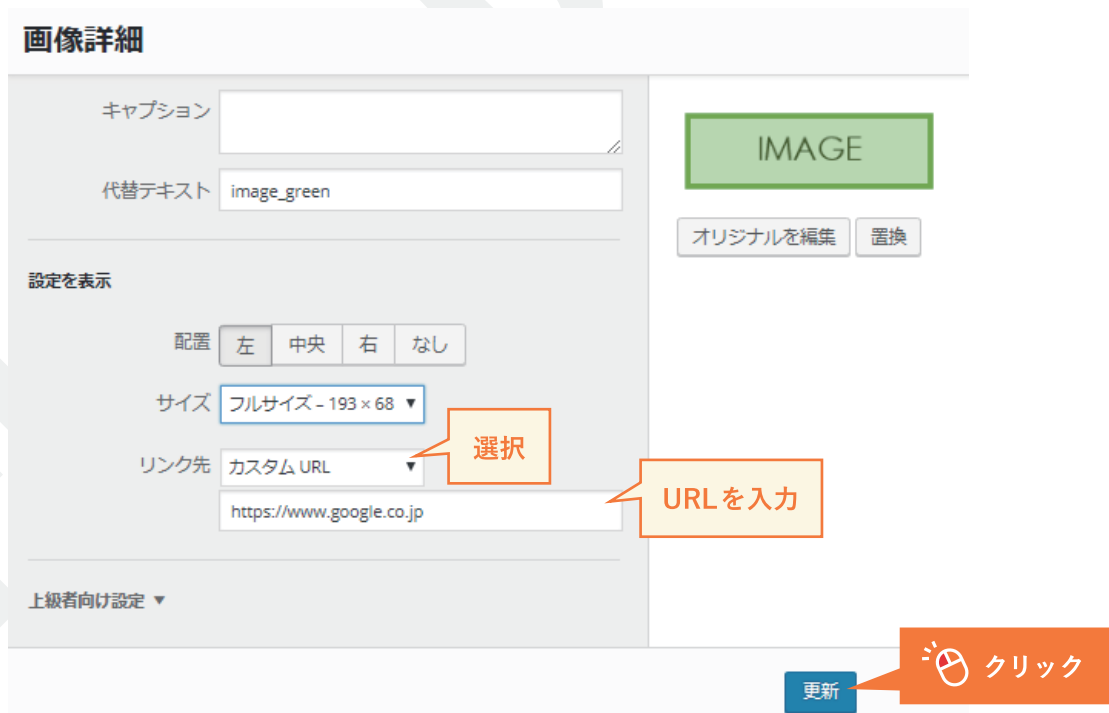 画像詳細
キャプション
代替テキスト image_green
設定を表示
配置 左 中央 右 なし
サイズ フルサイズ – 193 × 68 ▼
リンク先 カスタム URL ▼
選択
https://www.google.co.jp
URLを入力
上級者向け設定 ▼
IMAGE
オリジナルを編集 置換
更新
クリック